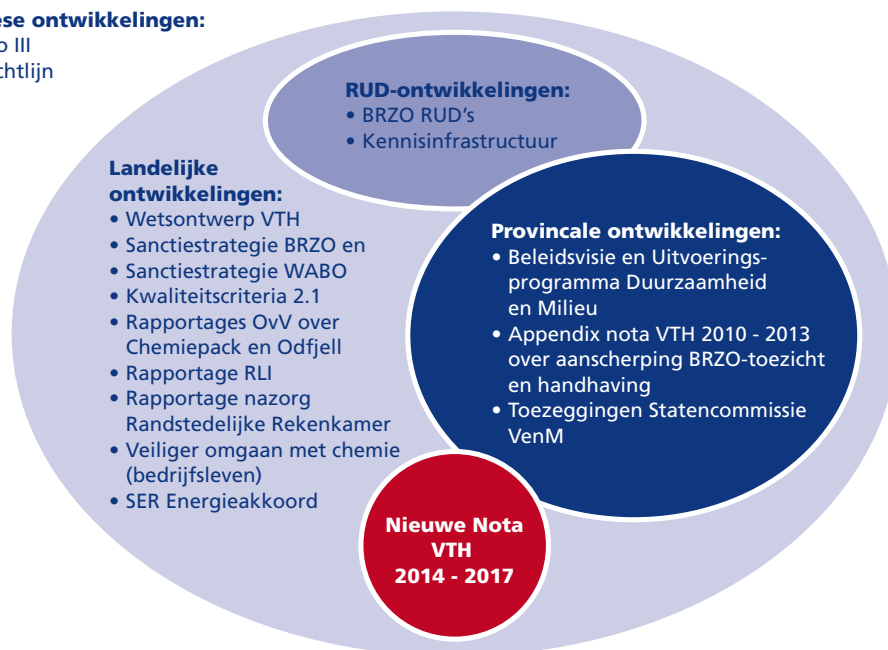 ese ontwikkelingen:
o III
chtlijn
RUD-ontwikkelingen:
• BRZO RUD’s
• Kennisinfrastructuur
Landelijke
ontwikkelingen:
• Wetsontwerp VTH
• Sanctiestrategie BRZO en
• Sanctiestrategie WABO
• Kwaliteitscriteria 2.1
• Rapportages OvV over
Chemiepack en Odfjell
• Rapportage RLI
• Rapportage nazorg
Randstedelijke Rekenkamer
• Veiliger omgaan met chemie
(bedrijfsleven)
• SER Energieakkoord
Provincale ontwikkelingen:
• Beleidsvisie en Uitvoerings-
programma Duurzaamheid
en Milieu
• Appendix nota VTH 2010 - 2013
over aanscherping BRZO-toezicht
en handhaving
• Toezeggingen Statencommissie
VenM
Nieuwe Nota
VTH
2014 - 2017